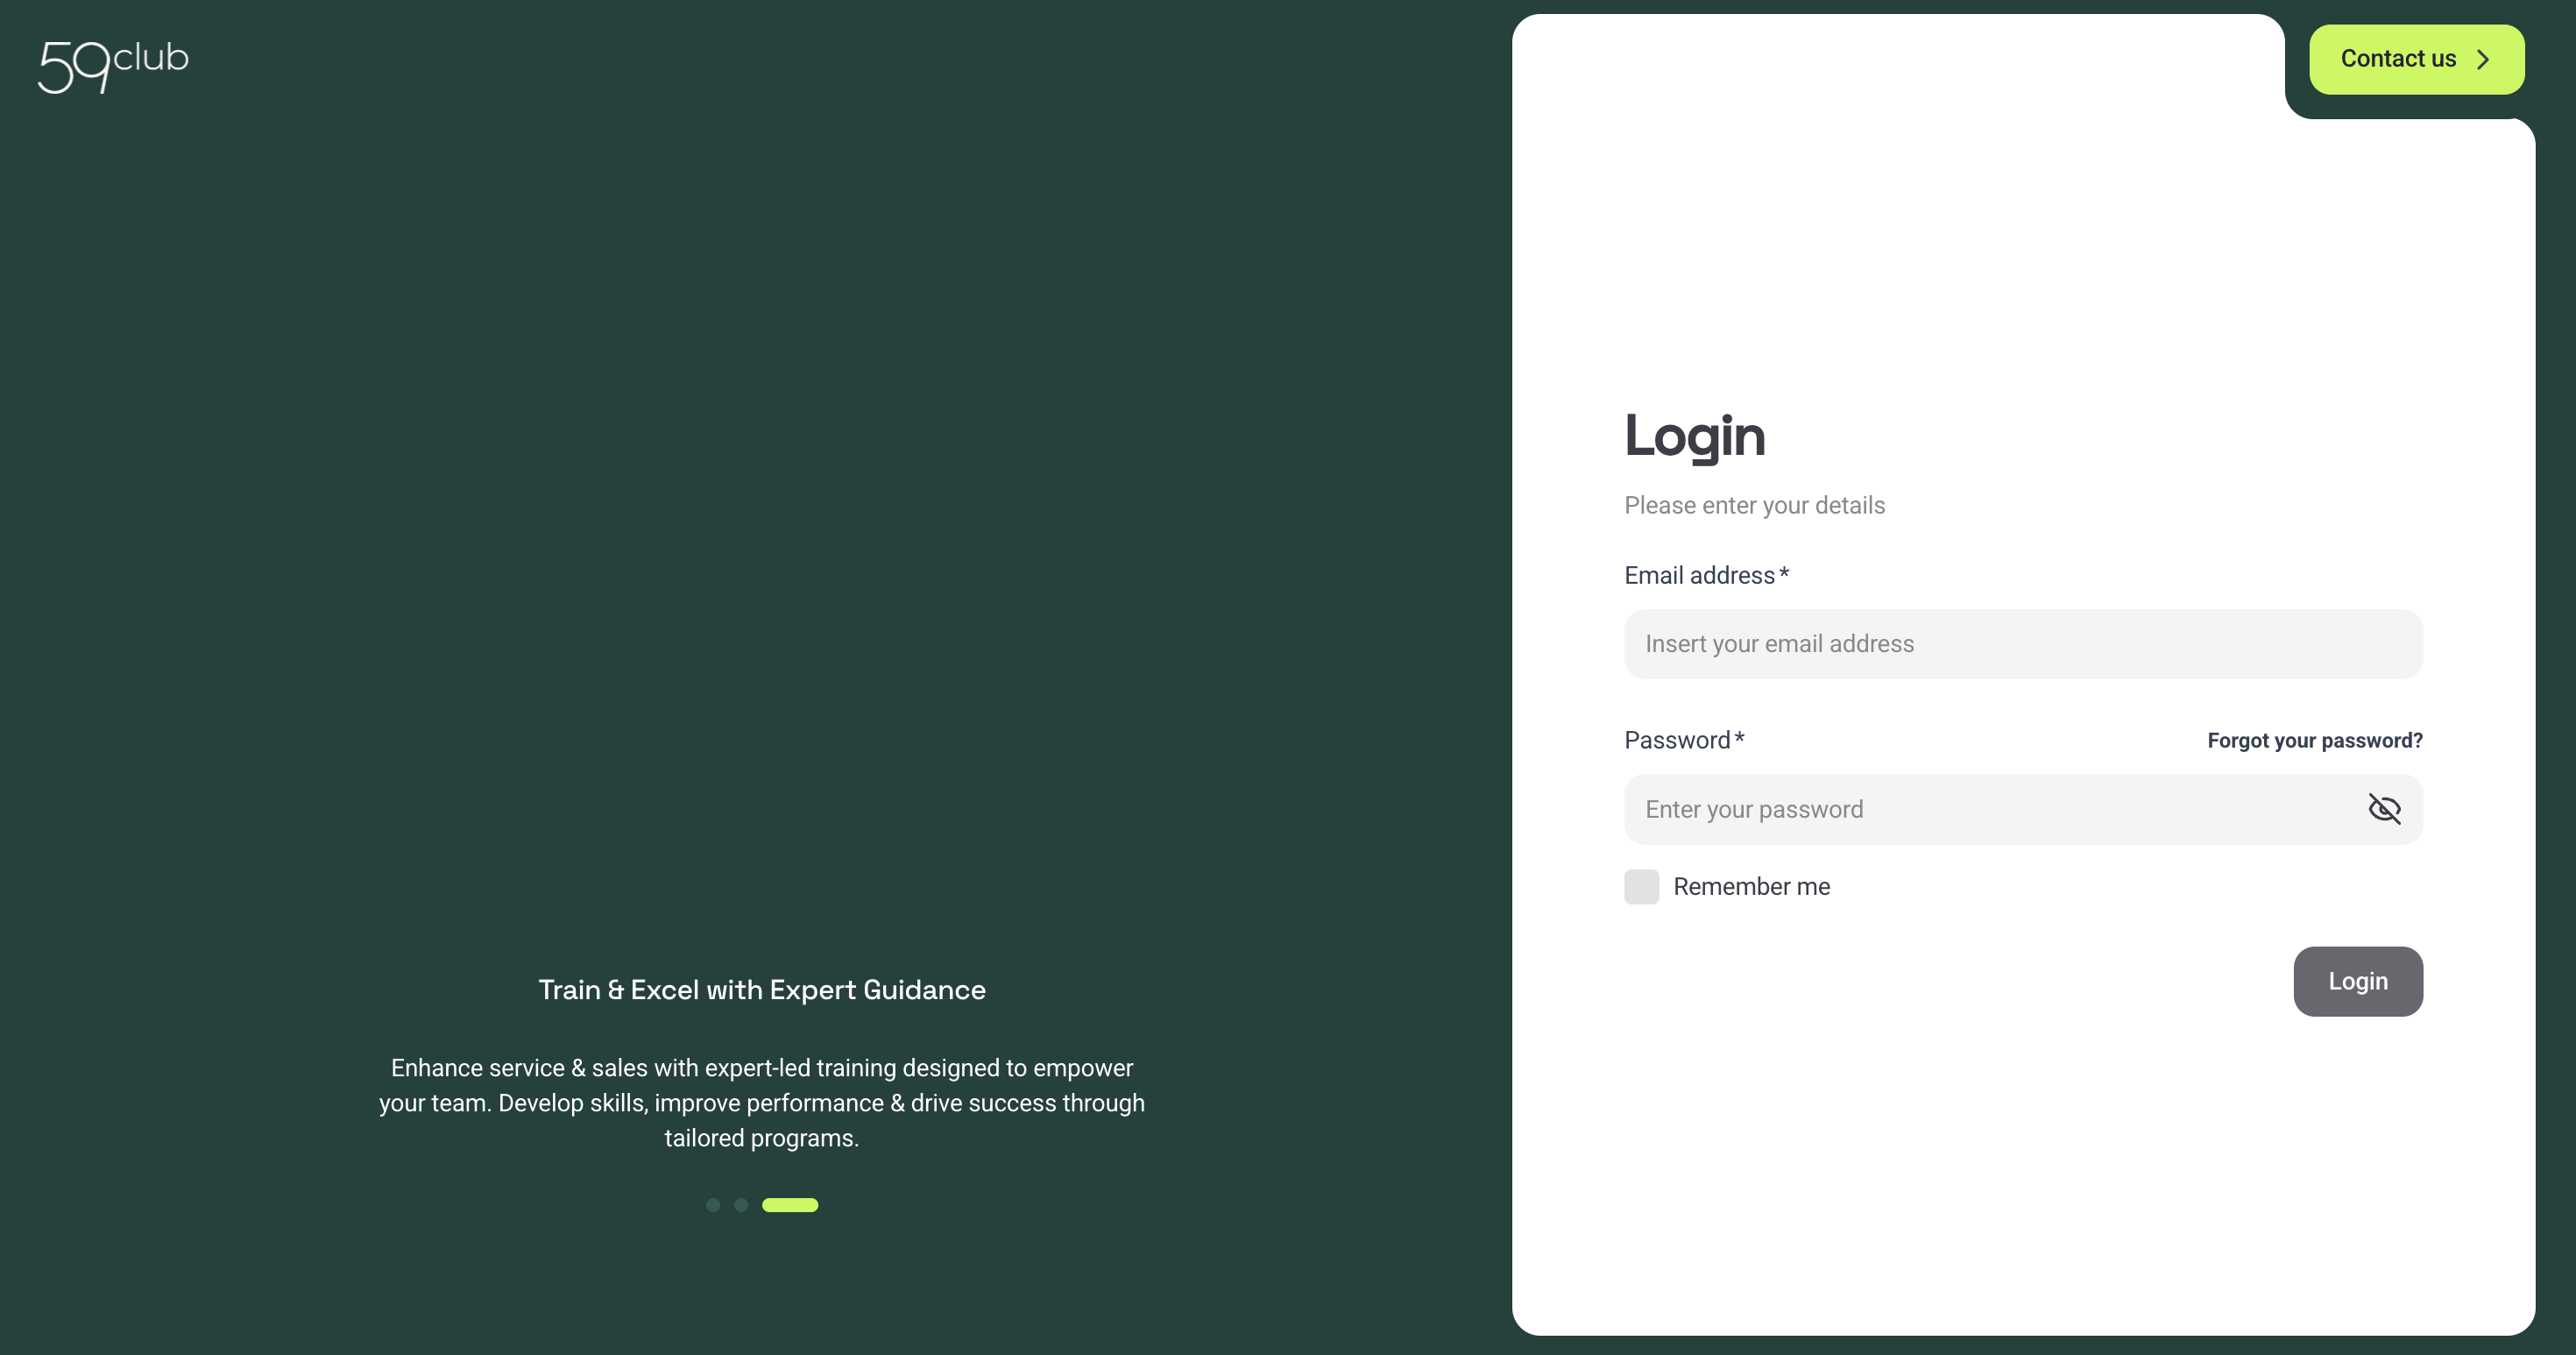 59club
Contact us
Login
Please enter your details
Email address*
Insert your email address
Password*
Forgot your password?
Enter your password
Remember me
Login
Train & Excel with Expert Guidance
Enhance service & sales with expert-led training designed to empower
your team. Develop skills, improve performance & drive success through
tailored programs.